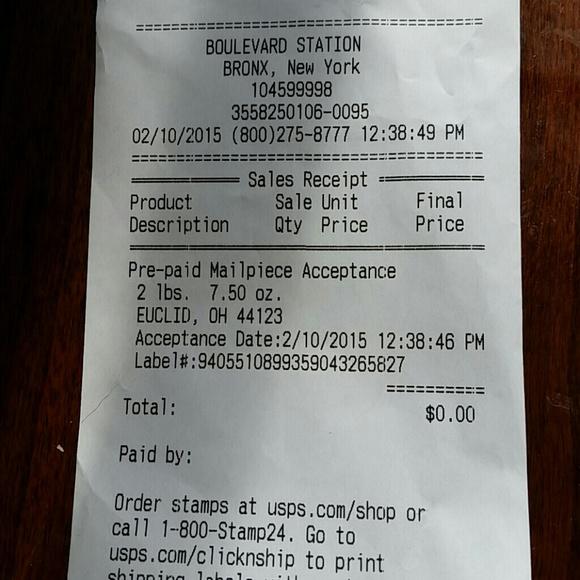 ================================
BOULEVARD STATION
BRONX, New York
104599998
3558250106-0095
02/10/2015 (800)275-8777 12:38:49 PM
================================
========== Sales Receipt ==========
Product Sale Unit Final
Description Qty Price Price
================================
Pre-paid Mailpiece Acceptance
2 lbs. 7.50 oz.
EUCLID, OH 44123
Acceptance Date:2/10/2015 12:38:46 PM
Label#:9405510899359043265827
==========
Total: $0.00
Paid by:
Order stamps at usps.com/shop or
call 1-800-Stamp24. Go to
usps.com/clicknship to print
shipping labels